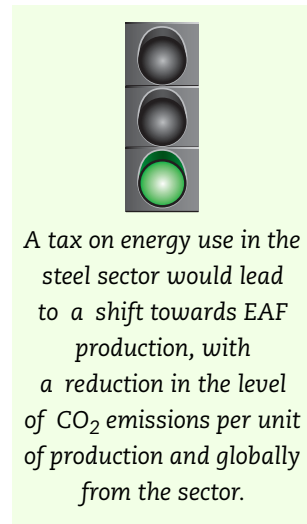 A tax on energy use in the
steel sector would lead
to a shift towards EAF
production, with
a reduction in the level
of CO₂ emissions per unit
of production and globally
from the sector.